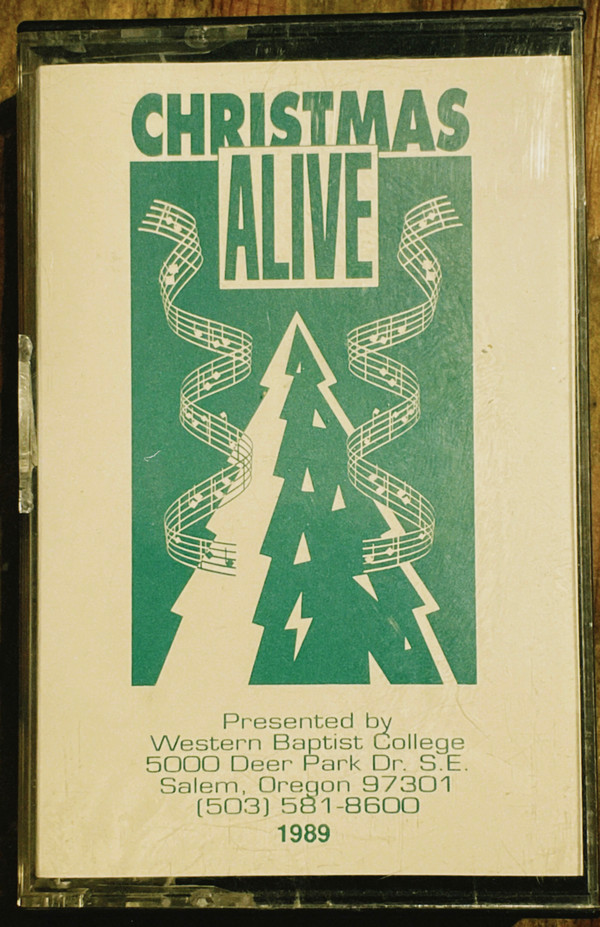 CHRISTMAS
ALIVE
Presented by
Western Baptist College
5000 Deer Park Dr. S.E.
Salem, Oregon 97301
(503) 581-8600
1989